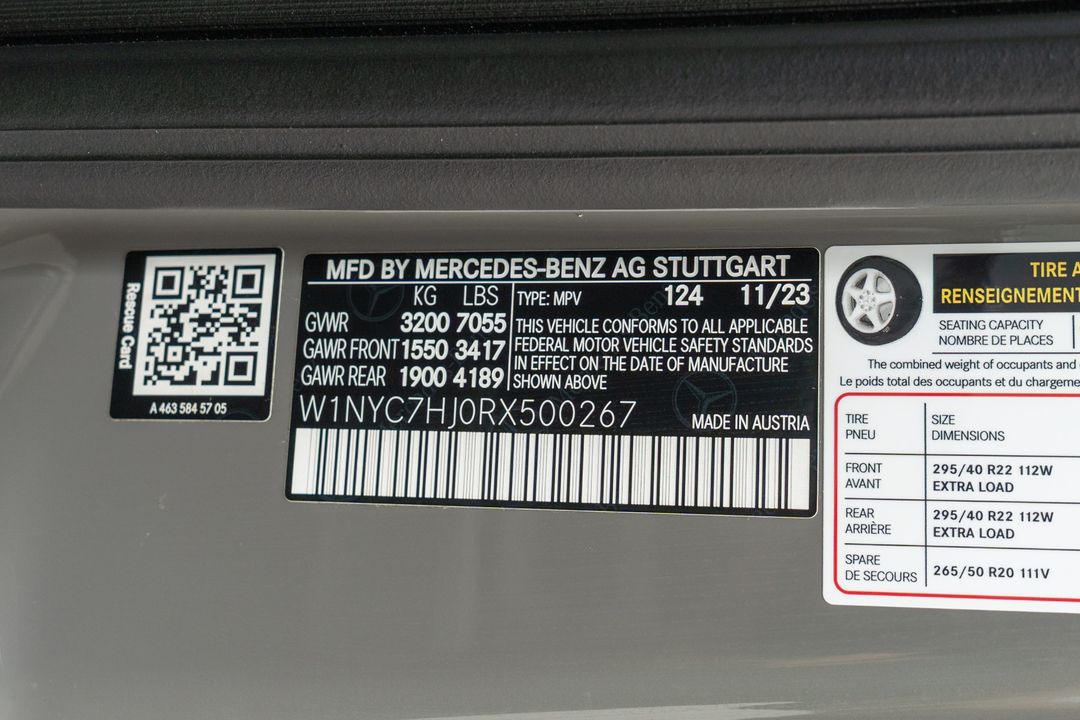 Rescue Card
A 463 584 57 05
MFD BY MERCEDES-BENZ AG STUTTGART
KG LBS
GVWR 3200 7055
GAWR FRONT 1550 3417
GAWR REAR 1900 4189
TYPE: MPV 124 11/23
THIS VEHICLE CONFORMS TO ALL APPLICABLE
FEDERAL MOTOR VEHICLE SAFETY STANDARDS
IN EFFECT ON THE DATE OF MANUFACTURE
SHOWN ABOVE
W1NYC7HJ0RX500267
MADE IN AUSTRIA
TIRE A
RENSEIGNEMENT
SEATING CAPACITY
NOMBRE DE PLACES
The combined weight of occupants and
Le poids total des occupants et du chargeme
TIRE SIZE
PNEU DIMENSIONS
FRONT 295/40 R22 112W
AVANT EXTRA LOAD
REAR 295/40 R22 112W
ARRIÈRE EXTRA LOAD
SPARE
DE SECOURS 265/50 R20 111V